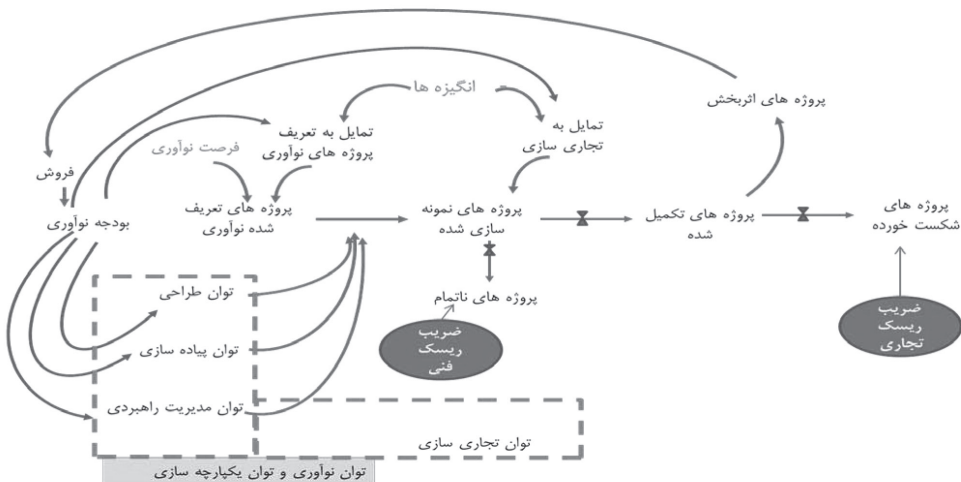 انگیزه ها
پروژه های اثربخش
تمایل به تعریف
پروژه های نوآوری
تمایل به
تجاری سازی
فرصت نوآوری
فروش
بودجه نوآوری
پروژه های تعریف
شده نوآوری
پروژه های نمونه
سازی شده
پروژه های تکمیل
شده
پروژه های
شکست خورده
توان طراحی
پروژه های ناتمام
ضریب
ریسک
فنی
ضریب
ریسک
تجاری
توان پیاده سازی
توان مدیریت راهبردی
توان تجاری سازی
توان نوآوری و توان یکپارچه سازی